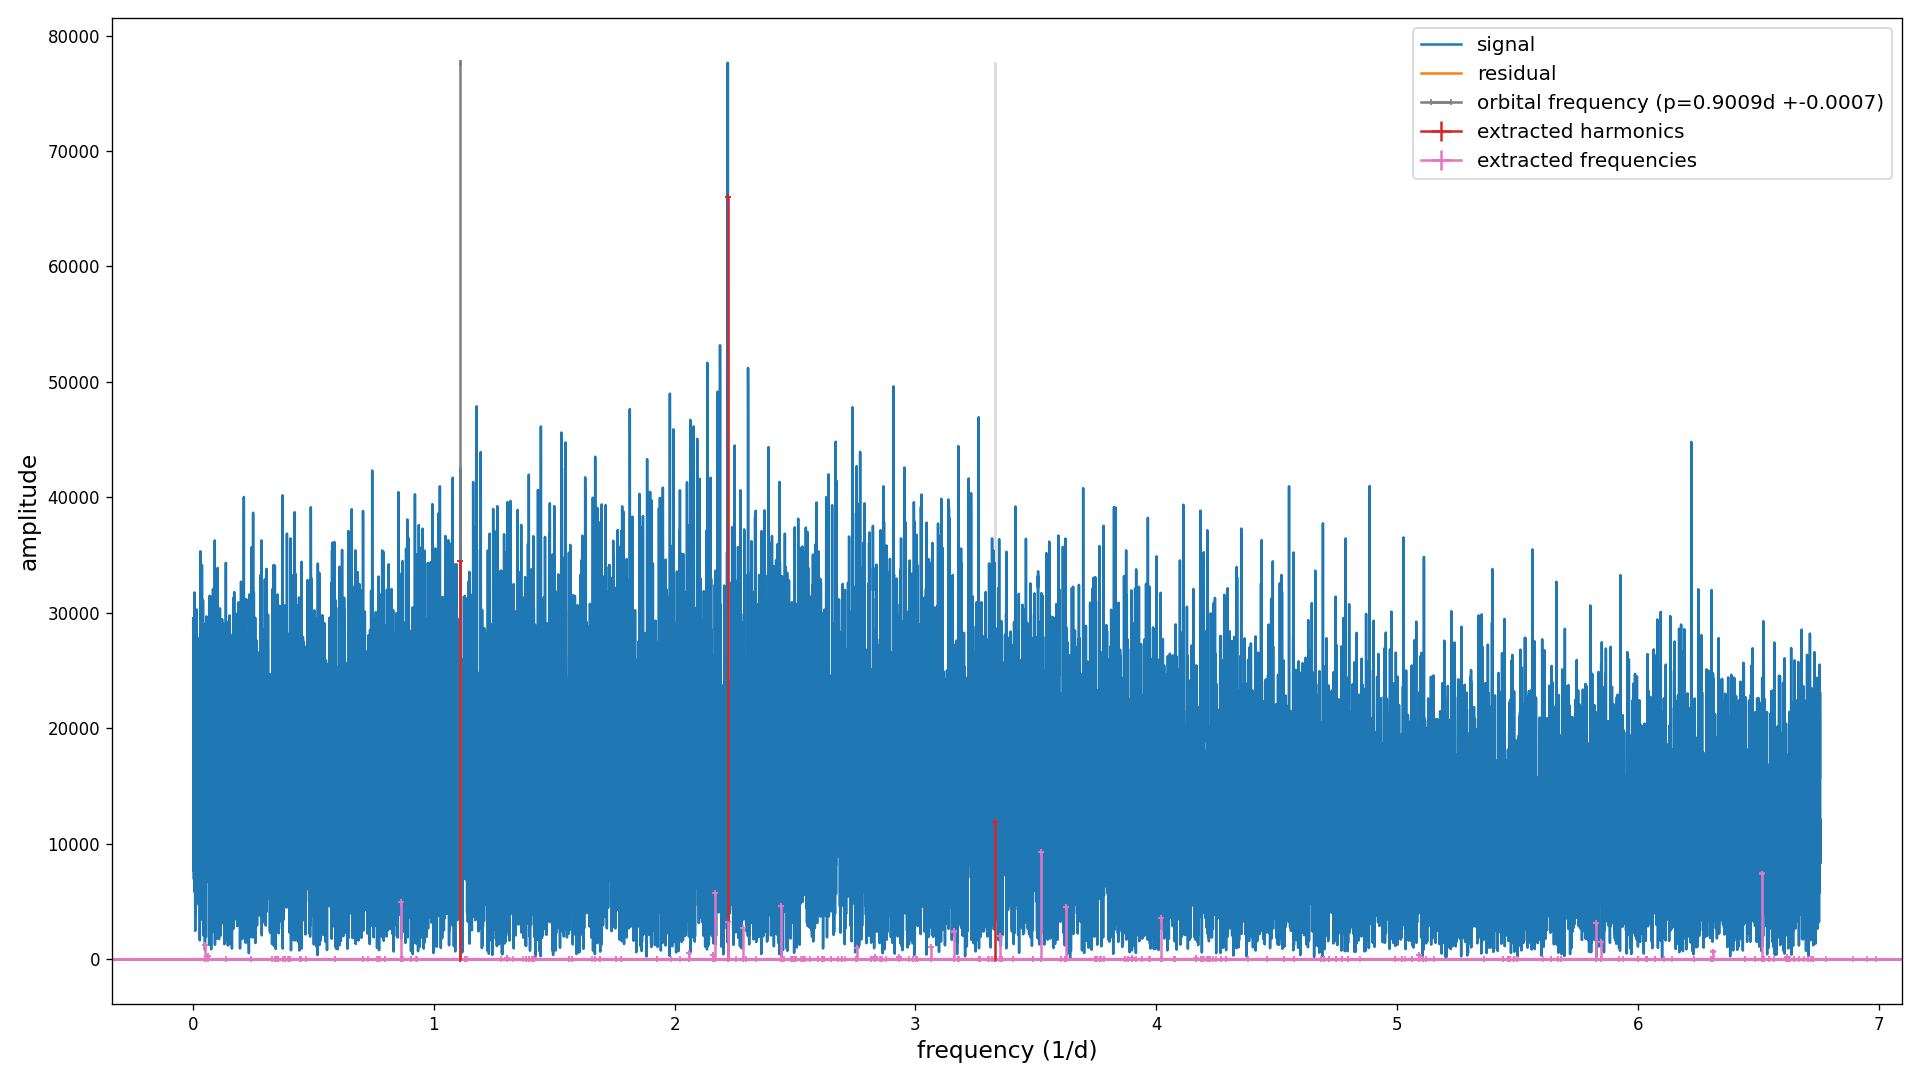 80000
70000
60000
50000
40000
30000
20000
10000
0
amplitude
0 1 2 3 4 5 6 7
frequency (1/d)
signal
residual
orbital frequency (p=0.9009d +-0.0007)
extracted harmonics
extracted frequencies